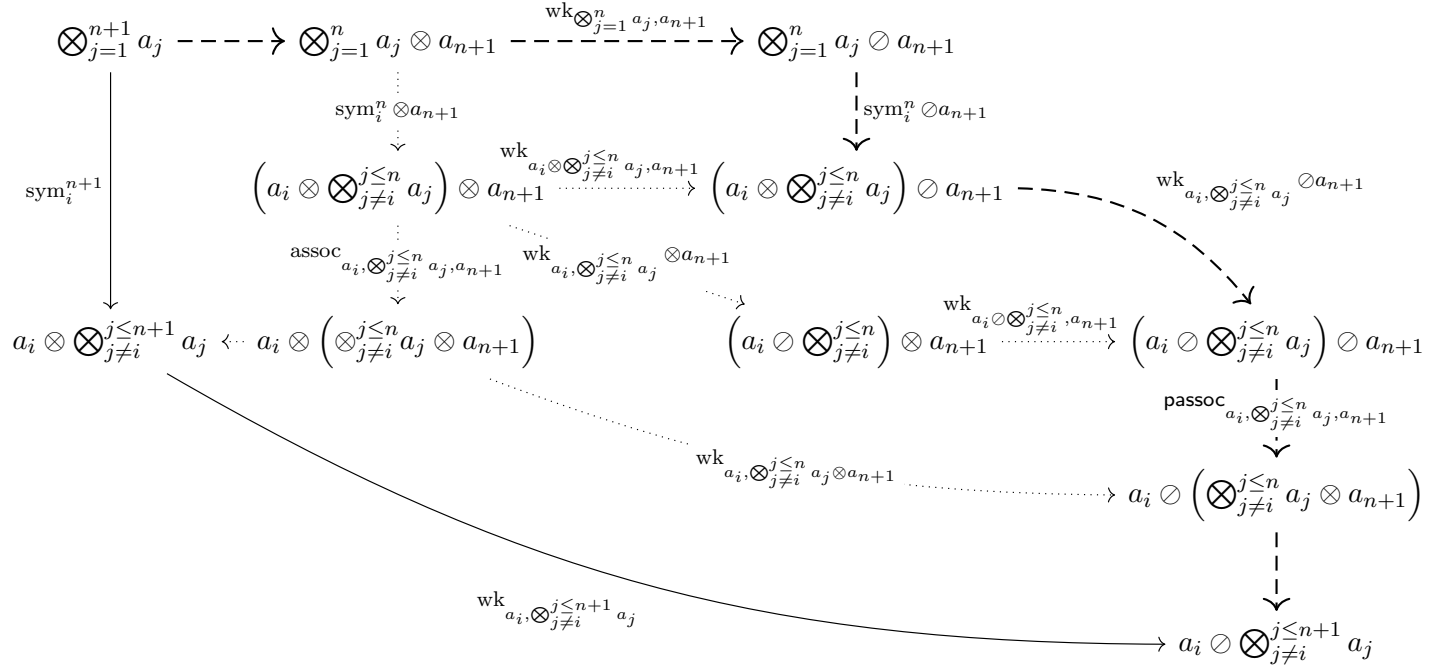 wk_{⨂_{j=1}^{n} a_j, a_{n+1}}
⨂_{j=1}^{n+1} a_j
⨂_{j=1}^{n} a_j ⊗ a_{n+1}
⨂_{j=1}^{n} a_j ⊘ a_{n+1}
sym_i^n ⊗a_{n+1}
sym_i^n ⊘a_{n+1}
sym_i^{n+1}
(a_i ⊗ ⨂_{j≠i}^{j≤n} a_j) ⊗ a_{n+1}
wk_{a_i⊗⨂_{j≠i}^{j≤n} a_j, a_{n+1}}
(a_i ⊗ ⨂_{j≠i}^{j≤n} a_j) ⊘ a_{n+1}
wk_{a_i, ⨂_{j≠i}^{j≤n} a_j} ⊘a_{n+1}
assoc_{a_i, ⨂_{j≠i}^{j≤n} a_j, a_{n+1}}
wk_{a_i, ⨂_{j≠i}^{j≤n} a_j} ⊗a_{n+1}
a_i ⊗ ⨂_{j≠i}^{j≤n+1} a_j
a_i ⊗ (⊗_{j≠i}^{j≤n} a_j ⊗ a_{n+1})
(a_i ⊘ ⨂_{j≠i}^{j≤n}) ⊗ a_{n+1}
wk_{a_i⊘⨂_{j≠i}^{j≤n}, a_{n+1}}
(a_i ⊘ ⨂_{j≠i}^{j≤n} a_j) ⊘ a_{n+1}
passoc_{a_i, ⨂_{j≠i}^{j≤n} a_j, a_{n+1}}
wk_{a_i, ⨂_{j≠i}^{j≤n} a_j⊗a_{n+1}}
a_i ⊘ (⨂_{j≠i}^{j≤n} a_j ⊗ a_{n+1})
wk_{a_i, ⨂_{j≠i}^{j≤n+1} a_j}
a_i ⊘ ⨂_{j≠i}^{j≤n+1} a_j